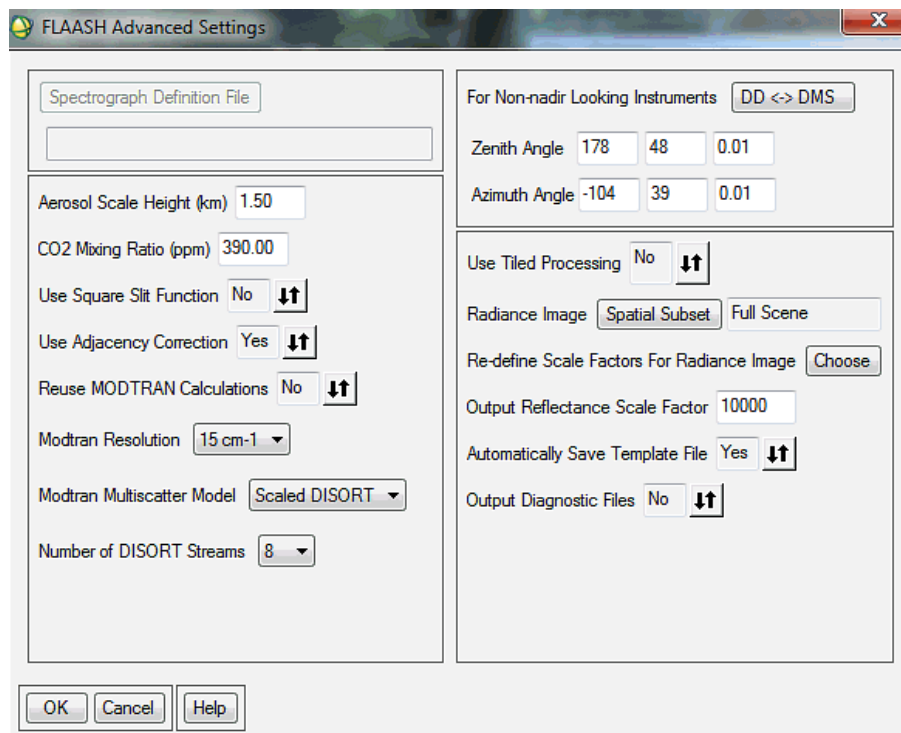 FLAASH Advanced Settings
Spectrograph Definition File
Aerosol Scale Height (km) 1.50
CO2 Mixing Ratio (ppm) 390.00
Use Square Slit Function No
Use Adjacency Correction Yes
Reuse MODTRAN Calculations No
Modtran Resolution 15 cm-1
Modtran Multiscatter Model Scaled DISORT
Number of DISORT Streams 8
For Non-nadir Looking Instruments DD <-> DMS
Zenith Angle 178 48 0.01
Azimuth Angle -104 39 0.01
Use Tiled Processing No
Radiance Image Spatial Subset Full Scene
Re-define Scale Factors For Radiance Image Choose
Output Reflectance Scale Factor 10000
Automatically Save Template File Yes
Output Diagnostic Files No
OK Cancel Help